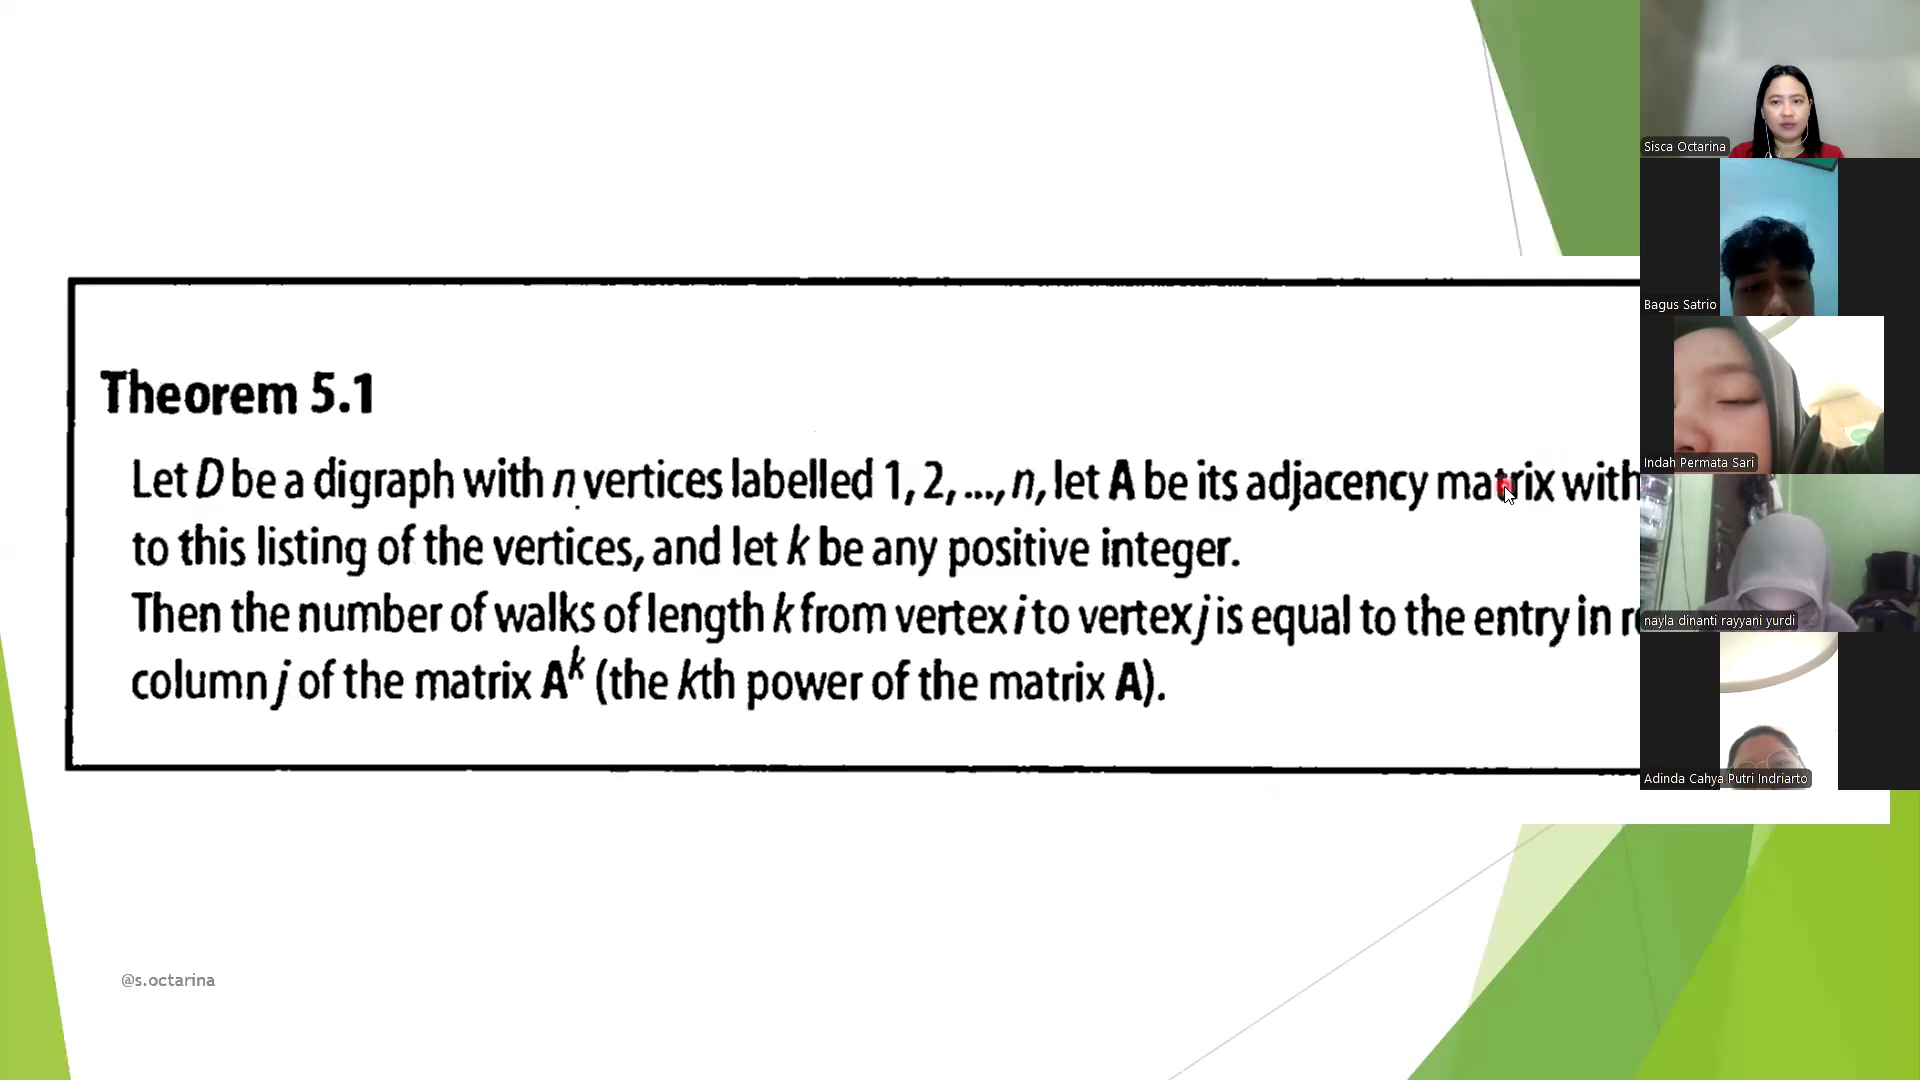 Theorem 5.1
Let D be a digraph with n vertices labelled 1, 2, ..., n, let A be its adjacency matrix with
to this listing of the vertices, and let k be any positive integer.
Then the number of walks of length k from vertex i to vertex j is equal to the entry in
column j of the matrix A^k (the kth power of the matrix A).
@s.octarina
Sisca Octarina
Bagus Satrio
Indah Permata Sari
nayla dinanti rayyani yurdi
Adinda Cahya Putri Indriarto